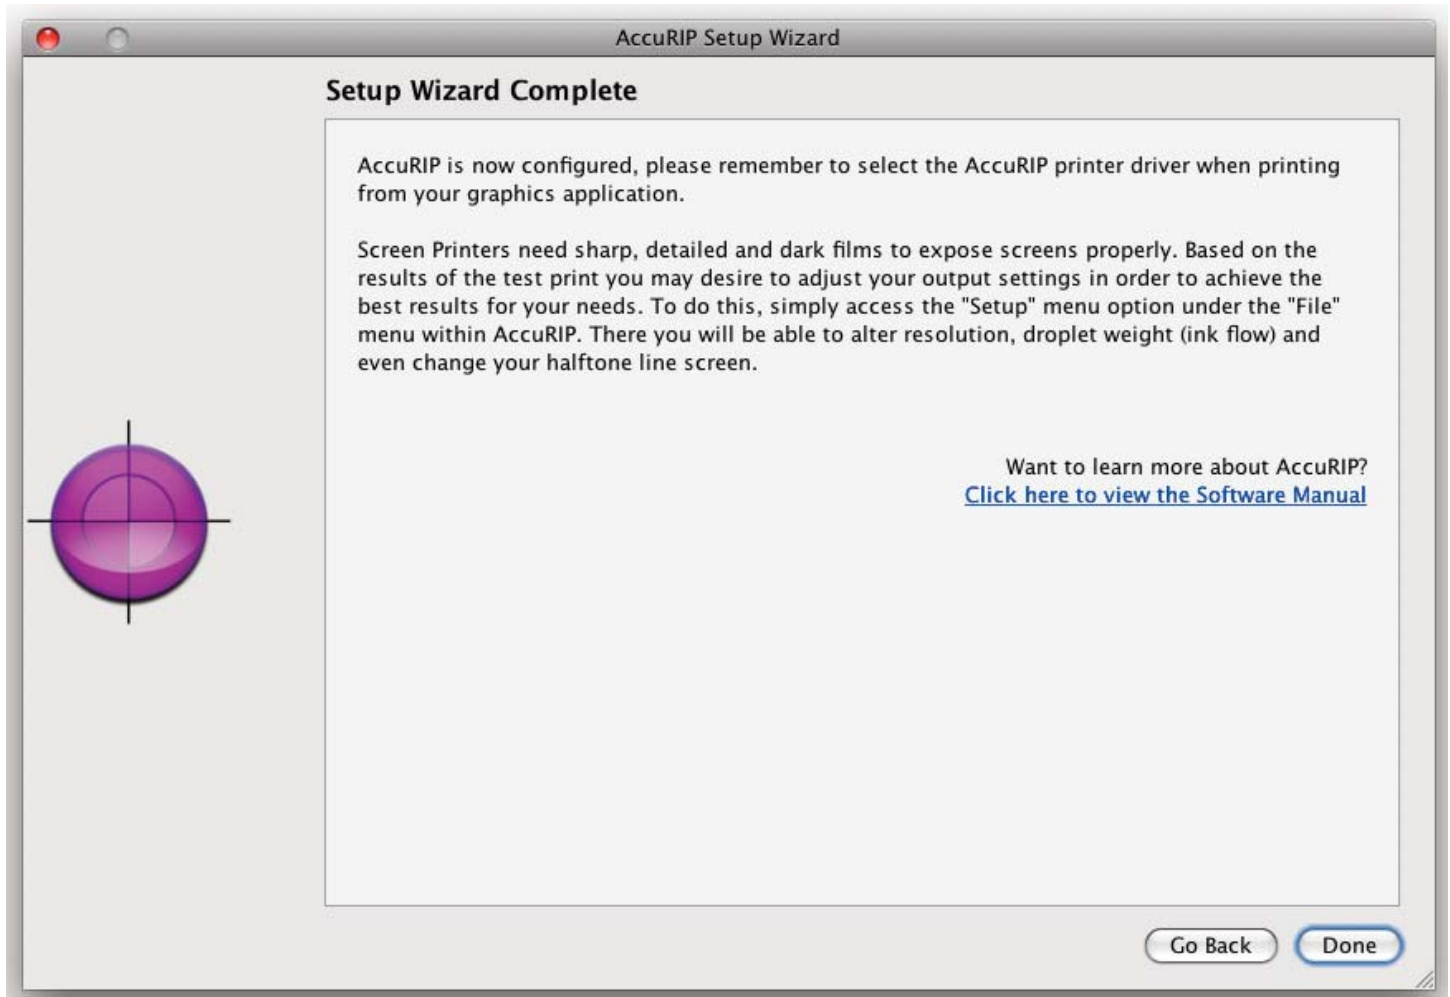 AccuRIP Setup Wizard
Setup Wizard Complete
AccuRIP is now configured, please remember to select the AccuRIP printer driver when printing
from your graphics application.
Screen Printers need sharp, detailed and dark films to expose screens properly. Based on the
results of the test print you may desire to adjust your output settings in order to achieve the
best results for your needs. To do this, simply access the "Setup" menu option under the "File"
menu within AccuRIP. There you will be able to alter resolution, droplet weight (ink flow) and
even change your halftone line screen.
Want to learn more about AccuRIP?
Click here to view the Software Manual
Go Back
Done